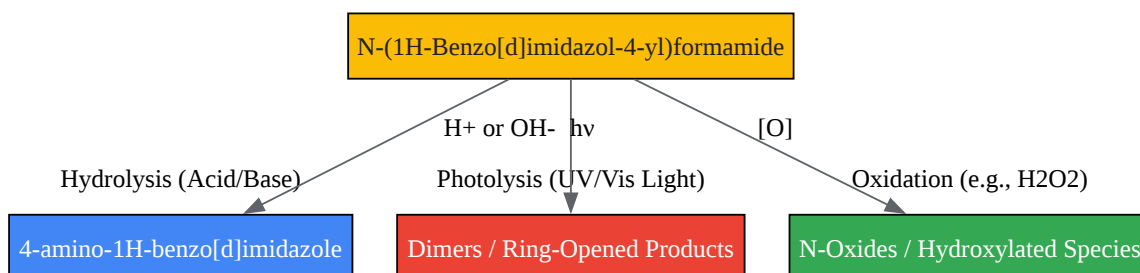 N-(1H-Benzo[d]imidazol-4-yl)formamide
H+ or OH-
hν
[O]
Hydrolysis (Acid/Base)
Photolysis (UV/Vis Light)
Oxidation (e.g., H2O2)
4-amino-1H-benzo[d]imidazole
Dimers / Ring-Opened Products
N-Oxides / Hydroxylated Species